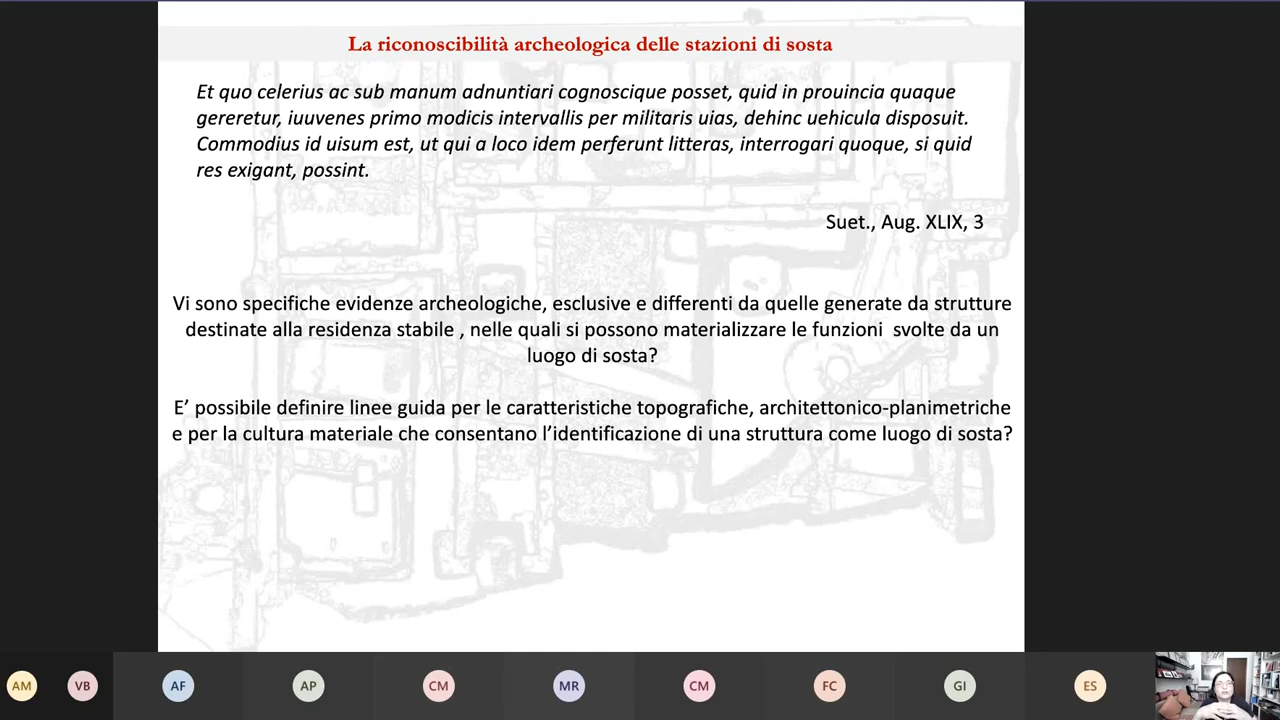 La riconoscibilità archeologica delle stazioni di sosta
Et quo celerius ac sub manum adnuntiari cognoscique posset, quid in prouincia quaque
gereretur, iuuvenes primo modicis intervallis per militaris uias, dehinc uehicula disposuit.
Commodius id uisum est, ut qui a loco idem perferunt litteras, interrogari quoque, si quid
res exigant, possint.
Suet., Aug. XLIX, 3
Vi sono specifiche evidenze archeologiche, esclusive e differenti da quelle generate da strutture
destinate alla residenza stabile , nelle quali si possono materializzare le funzioni svolte da un
luogo di sosta?
E’ possibile definire linee guida per le caratteristiche topografiche, architettonico-planimetriche
e per la cultura materiale che consentano l’identificazione di una struttura come luogo di sosta?
AM VB AF AP CM MR CM FC GI ES